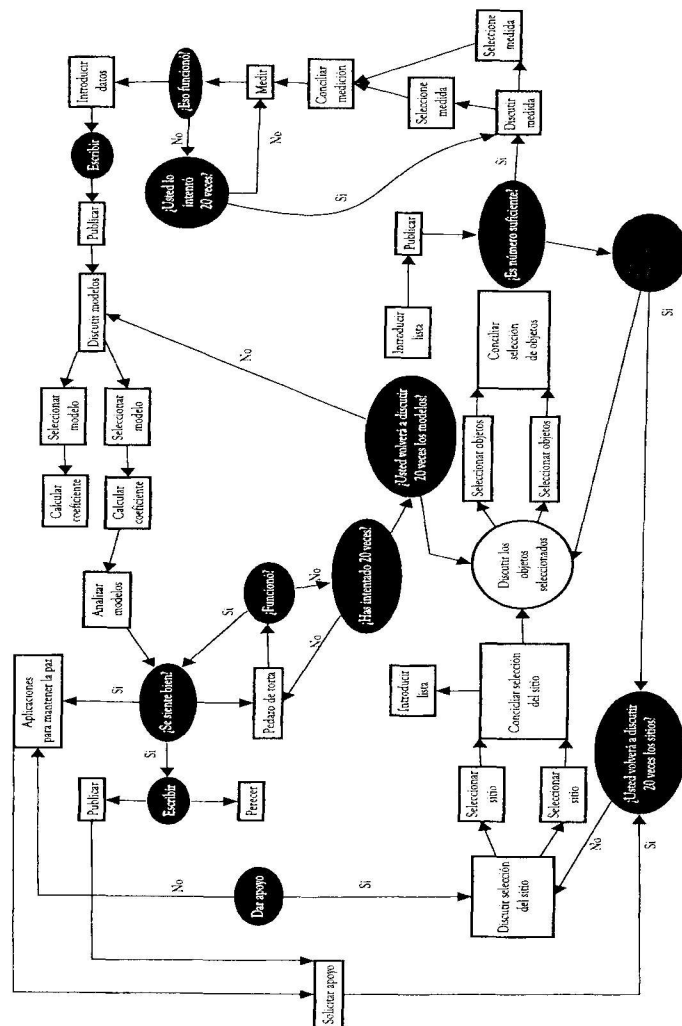 Aplicaciones
para mantener la paz
Introducir
datos
Escribir
Publicar
Discutir modelos
Seleccionar
modelo
Calcular
coeficiente
Seleccionar
modelo
Calcular
coeficiente
Analizar
modelos
¡Se siente bien?
Si
Si
Escribir
Publicar
Perecer
Pedazo de torta
¡Funcionó?
Si
No
¡Has intentado 20 veces?
No
¡Usted volverá a discutir
20 veces los modelos?
No
¡Eso funcionó?
No
¡Usted lo
intentó
20 veces?
No
Si
Medir
Conciliar
medición
Seleccione
medida
Seleccione
medida
Discutir
medida
Si
Dar apoyo
No
Si
Solicitar apoyo
Discutir selección
del sitio
Seleccionar
sitio
Seleccionar
sitio
Concidiar selección
del sitio
Introducir
lista
Discutir los
objetos
seleccionados
Seleccionar objetos
Seleccionar objetos
Conciliar
selección
de objetos
Introducir
lista
Publicar
¡Es número suficiente?
Si
¡Usted volverá a discutir
20 veces los sitios?
No
Si